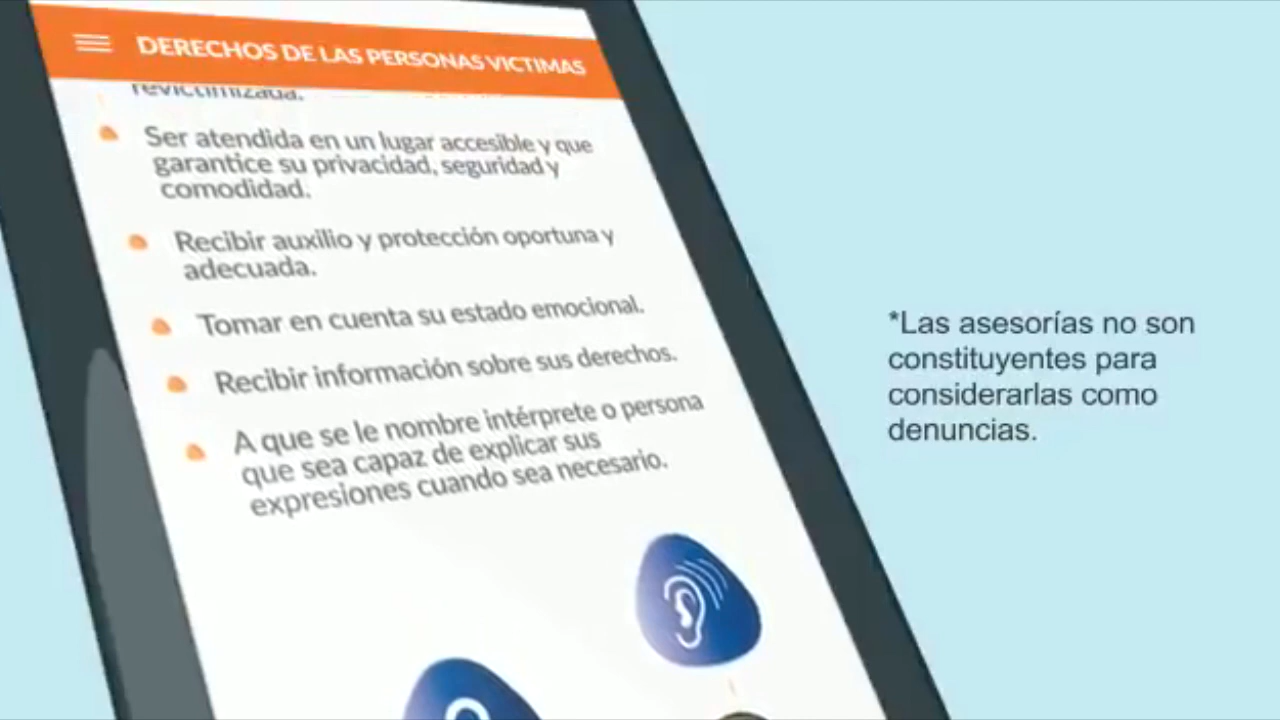 DERECHOS DE LAS PERSONAS VICTIMAS
revictimizada.
Ser atendida en un lugar accesible y que
garantice su privacidad, seguridad y
comodidad.
Recibir auxilio y protección oportuna y
adecuada.
Tomar en cuenta su estado emocional.
Recibir información sobre sus derechos.
A que se le nombre intérprete o persona
que sea capaz de explicar sus
expresiones cuando sea necesario.
*Las asesorías no son
constituyentes para
considerarlas como
denuncias.